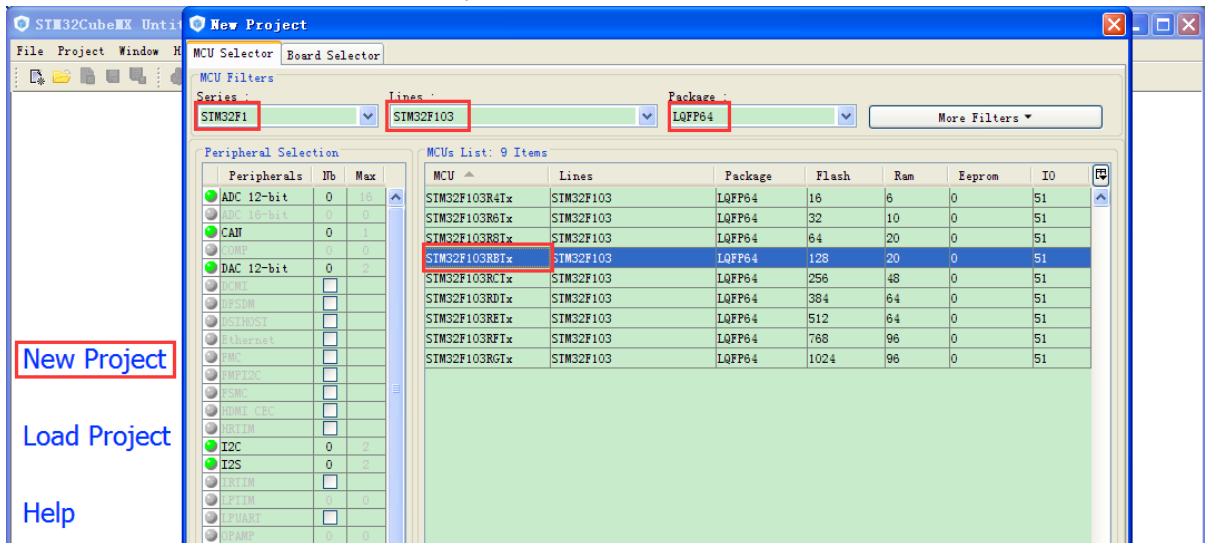 STM32CubeMX Untit
New Project
File Project Window H
MCU Selector Board Selector
MCU Filters
Series : Lines : Package :
STM32F1 STM32F103 LQFP64 More Filters
Peripheral Selection MCUs List: 9 Items
Peripherals Nb Max MCU Lines Package Flash Ram Eeprom IO
ADC 12-bit 0 16
ADC 16-bit 0 0
CAN 0 1
COMP 0 0
DAC 12-bit 0 2
DCMI
DFSDM
DSIHOST
Ethernet
FMC
FMPI2C
FSMC
HDMI CEC
HRTIM
I2C 0 2
I2S 0 2
IRTIM
LPTIM 0 0
LPUART
OPAMP 0 0
STM32F103R4Tx STM32F103 LQFP64 16 6 0 51
STM32F103R6Tx STM32F103 LQFP64 32 10 0 51
STM32F103R8Tx STM32F103 LQFP64 64 20 0 51
STM32F103RBTx STM32F103 LQFP64 128 20 0 51
STM32F103RCTx STM32F103 LQFP64 256 48 0 51
STM32F103RDTx STM32F103 LQFP64 384 64 0 51
STM32F103RETx STM32F103 LQFP64 512 64 0 51
STM32F103RFTx STM32F103 LQFP64 768 96 0 51
STM32F103RGTx STM32F103 LQFP64 1024 96 0 51
New Project
Load Project
Help